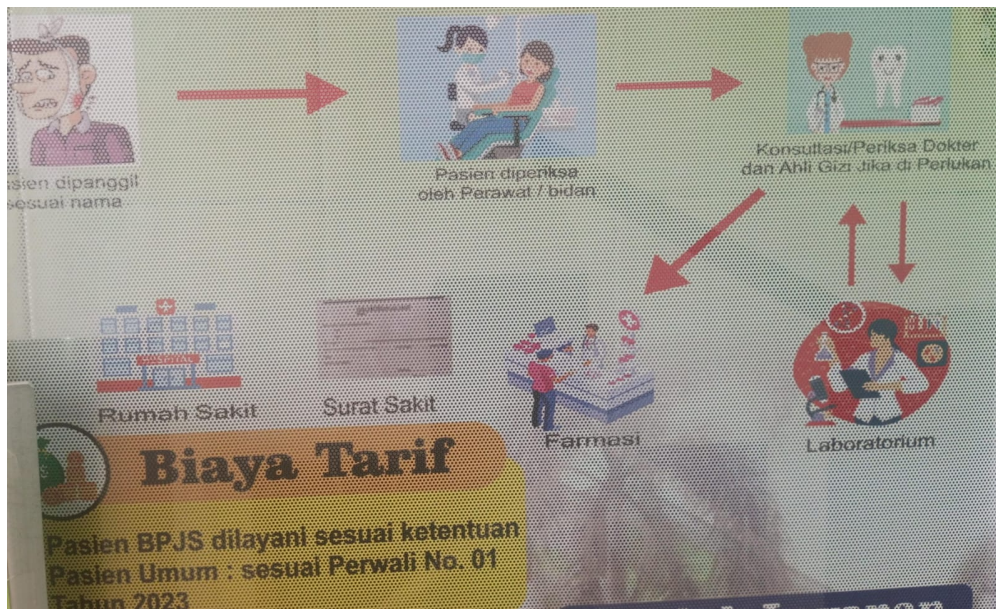 dipanggil
sesuai nama
Pasien diperiksa
oleh Perawat / bidan
Konsultasi/Periksa Dokter
dan Ahli Gizi Jika di Perlukan
Rumah Sakit
Surat Sakit
Farmasi
Laboratorium
Biaya Tarif
Pasien BPJS dilayani sesuai ketentuan
Pasien Umum : sesuai Perwali No. 01
Tahun 2023